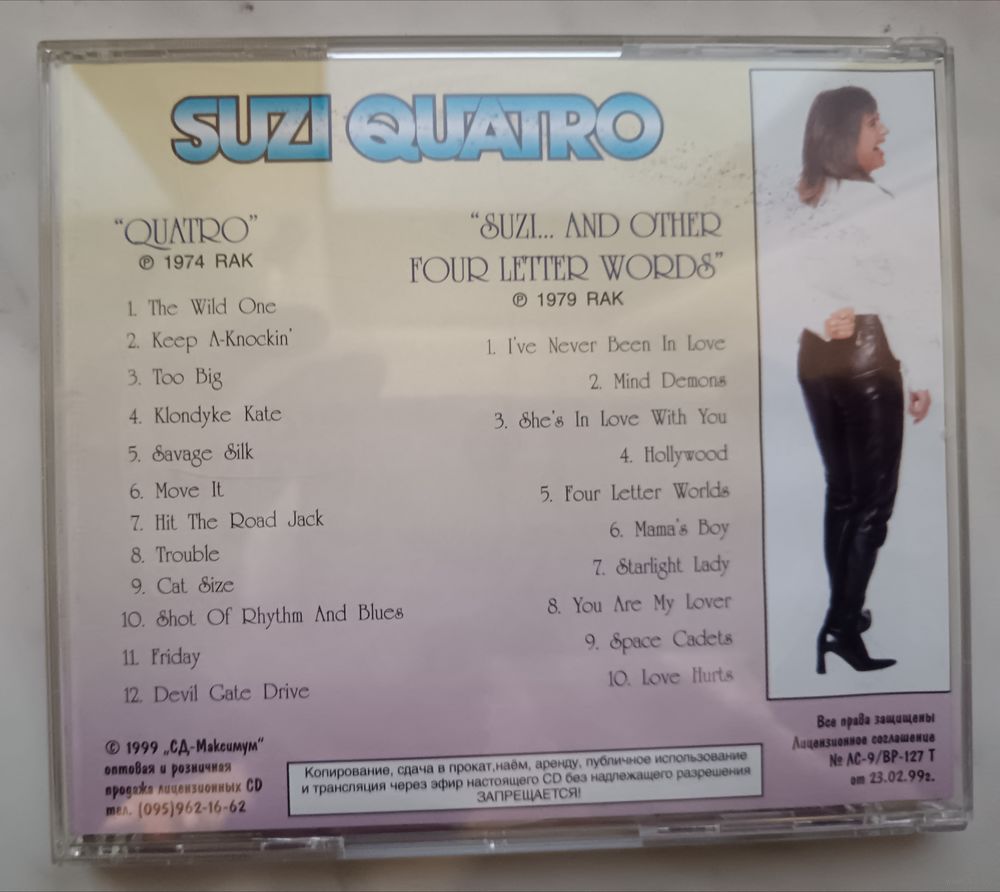 SUZI QUATRO
“QUATRO”
℗ 1974 RAK
1. The Wild One
2. Keep A-Knockin'
3. Too Big
4. Klondyke Kate
5. Savage Silk
6. Move It
7. Hit The Road Jack
8. Trouble
9. Cat Size
10. Shot Of Rhythm And Blues
11. Friday
12. Devil Gate Drive
“SUZI... AND OTHER
FOUR LETTER WORDS”
℗ 1979 RAK
1. I've Never Been In Love
2. Mind Demons
3. She's In Love With You
4. Hollywood
5. Four Letter Worlds
6. Mama's Boy
7. Starlight Lady
8. You Are My Lover
9. Space Cadets
10. Love Hurts
© 1999 „СД-Максимум“
оптовая и розничная
продажа лицензионных CD
тел. (095)962-16-62
Копирование, сдача в прокат,наём, аренду, публичное использование
и трансляция через эфир настоящего CD без надлежащего разрешения
ЗАПРЕЩАЕТСЯ!
Все права защищены
Лицензионное соглашение
№ ЛС-9/ВР-127 Т
от 23.02.99г.